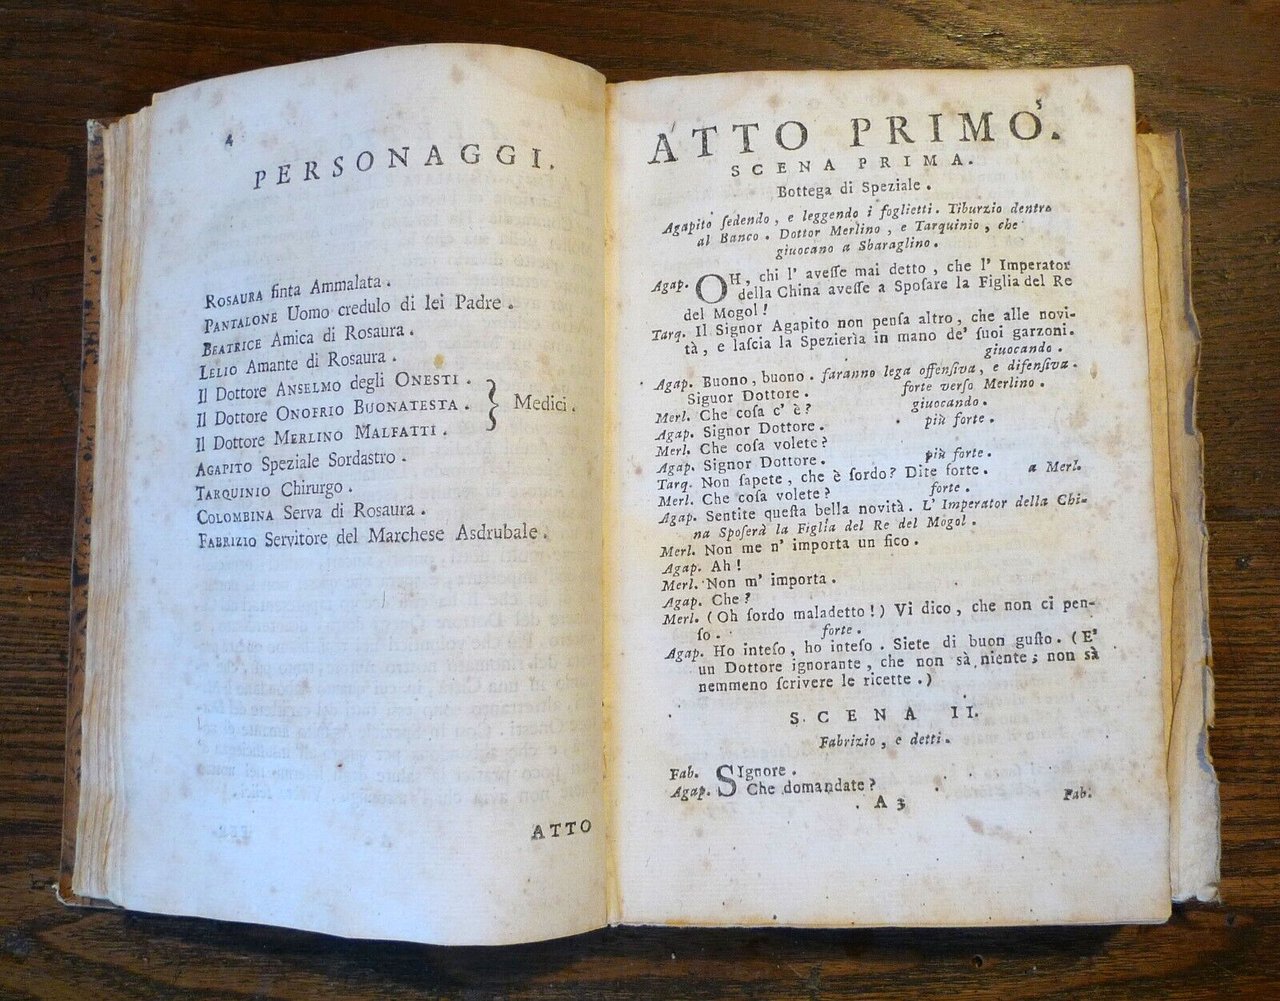 4
PERSONAGGI.
ROSAURA finta Ammalata.
PANTALONE Uomo credulo di lei Padre.
BEATRICE Amica di Rosaura.
LELIO Amante di Rosaura.
Il Dottore ANSELMO degli ONESTI.
Il Dottore ONOFRIO BUONATESTA. } Medici.
Il Dottore MERLINO MALFATTI.
AGAPITO Speziale Sordastro.
TARQUINIO Chirurgo.
COLOMBINA Serva di Rosaura.
FABRIZIO Servitore del Marchese Asdrubale.
ATTO
5
ATTO PRIMO.
SCENA PRIMA.
Bottega di Speziale.
Agapito ſedendo, e leggendo i foglietti. Tiburzio dentro
al Banco. Dottor Merlino, e Tarquinio, che
giuocano a Sbaraglino.
Agap. OH, chi l' aveſſe mai detto, che l' Imperator
della China aveſſe a Spoſare la Figlia del Re
del Mogol!
Tarq. Il Signor Agapito non penſa altro, che alle novi-
tà, e laſcia la Spezierìa in mano de' ſuoi garzoni.
giuocando.
Agap. Buono, buono. faranno lega offenſiva, e difenſiva.
Siguor Dottore. forte verſo Merlino.
Merl. Che coſa c' è? giuocando.
Agap. Signor Dottore. più forte.
Merl. Che coſa volete?
Agap. Signor Dottore. più forte.
Tarq. Non ſapete, che è ſordo? Dite forte. a Merl.
Merl. Che coſa volete? forte.
Agap. Sentite queſta bella novità. L' Imperator della Chi-
na Spoſerà la Figlia del Re del Mogol.
Merl. Non me n' importa un fico.
Agap. Ah!
Merl. Non m' importa.
Agap. Che?
Merl. (Oh ſordo maladetto!) Vi dico, che non ci pen-
ſo. forte.
Agap. Ho inteſo, ho inteſo. Siete di buon guſto. (E'
un Dottore ignorante, che non sà niente; non sà
nemmeno ſcrivere le ricette.)
SCENA II.
Fabrizio, e detti.
Fab. SIgnore.
Agap. Che domandate?
A 3 Fab.